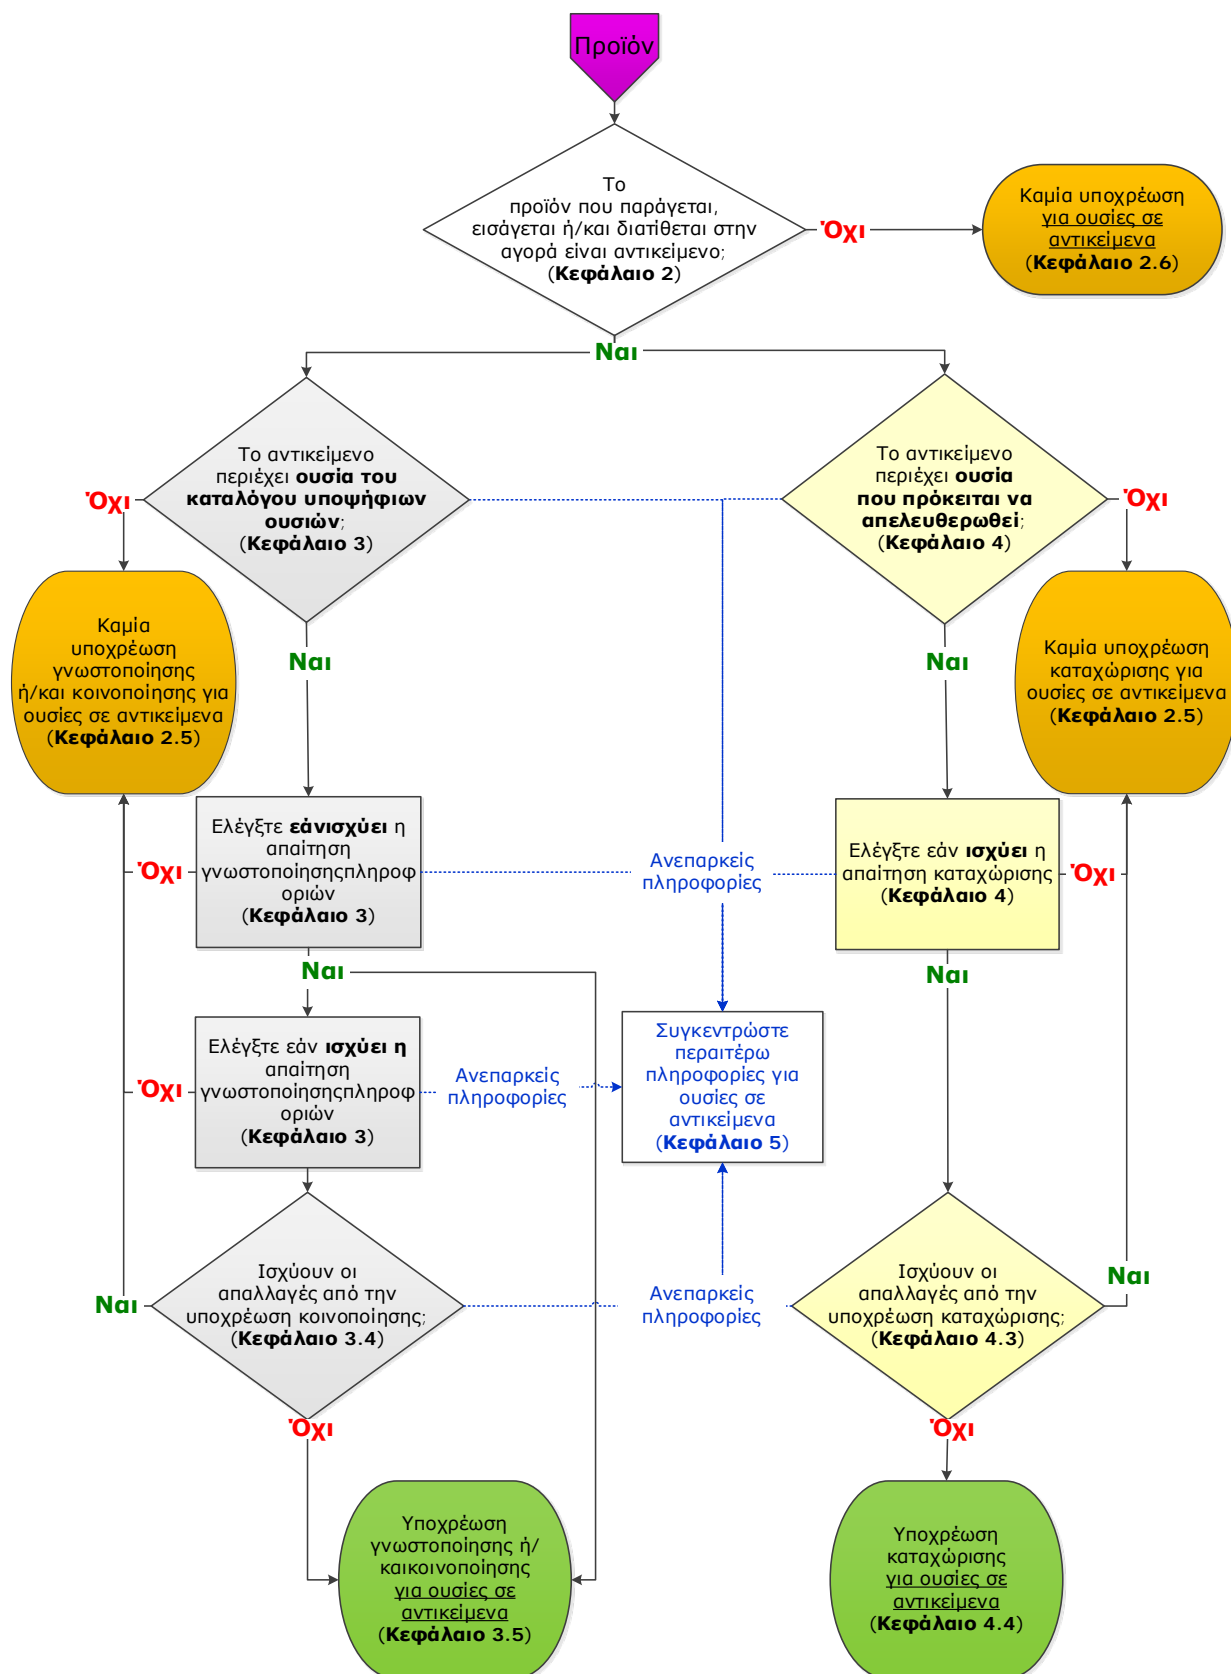 Προϊόν
Το
προϊόν που παράγεται,
εισάγεται ή/και διατίθεται στην
αγορά είναι αντικείμενο;
(Κεφάλαιο 2)
Όχι
Καμία υποχρέωση
για ουσίες σε
αντικείμενα
(Κεφάλαιο 2.6)
Ναι
Το αντικείμενο
περιέχει ουσία του
καταλόγου υποψήφιων
ουσιών;
(Κεφάλαιο 3)
Όχι
Το αντικείμενο
περιέχει ουσία
που πρόκειται να
απελευθερωθεί;
(Κεφάλαιο 4)
Όχι
Καμία
υποχρέωση
γνωστοποίησης
ή/και κοινοποίησης για
ουσίες σε αντικείμενα
(Κεφάλαιο 2.5)
Ναι
Ναι
Καμία υποχρέωση
καταχώρισης για
ουσίες σε αντικείμενα
(Κεφάλαιο 2.5)
Ελέγξτε εάνισχύει η
απαίτηση
γνωστοποίησηςπληροφ
οριών
(Κεφάλαιο 3)
Όχι
Ανεπαρκείς
πληροφορίες
Ελέγξτε εάν ισχύει η
απαίτηση καταχώρισης
(Κεφάλαιο 4)
Όχι
Ναι
Ναι
Ελέγξτε εάν ισχύει η
απαίτηση
γνωστοποίησηςπληροφ
οριών
(Κεφάλαιο 3)
Όχι
Ανεπαρκείς
πληροφορίες
Συγκεντρώστε
περαιτέρω
πληροφορίες για
ουσίες σε
αντικείμενα
(Κεφάλαιο 5)
Ισχύουν οι
απαλλαγές από την
υποχρέωση κοινοποίησης;
(Κεφάλαιο 3.4)
Ναι
Ανεπαρκείς
πληροφορίες
Ισχύουν οι
απαλλαγές από την
υποχρέωση καταχώρισης;
(Κεφάλαιο 4.3)
Ναι
Όχι
Όχι
Υποχρέωση
γνωστοποίησης ή/
καικοινοποίησης
για ουσίες σε
αντικείμενα
(Κεφάλαιο 3.5)
Υποχρέωση
καταχώρισης
για ουσίες σε
αντικείμενα
(Κεφάλαιο 4.4)